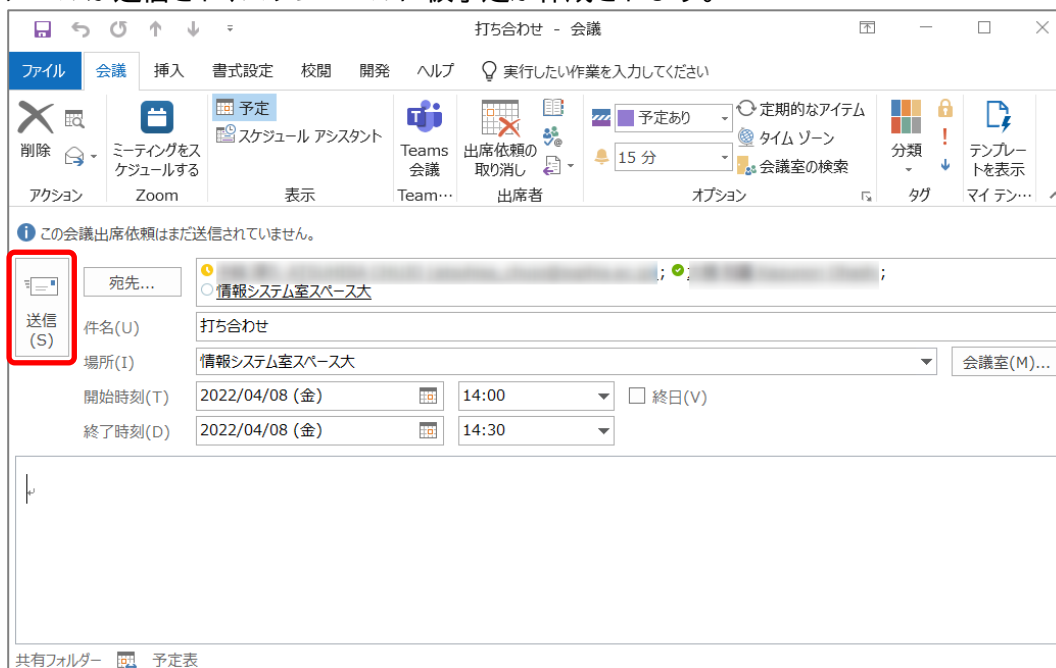 打ち合わせ - 会議
ファイル 会議 挿入 書式設定 校閲 開発 ヘルプ 実行したい作業を入力してください
削除
アクション
ミーティングをス
ケジュールする
Zoom
予定
スケジュール アシスタント
表示
Teams
会議
Team…
出席依頼の
取り消し
出席者
予定あり
15 分
定期的なアイテム
タイム ゾーン
会議室の検索
オプション
分類
タグ
テンプレー
トを表示
マイ テン…
この会議出席依頼はまだ送信されていません。
送信
(S)
宛先...
; ;
情報システム室スペース大
件名(U) 打ち合わせ
場所(I) 情報システム室スペース大 会議室(M)...
開始時刻(T) 2022/04/08 (金) 14:00 終日(V)
終了時刻(D) 2022/04/08 (金) 14:30
共有フォルダー 予定表